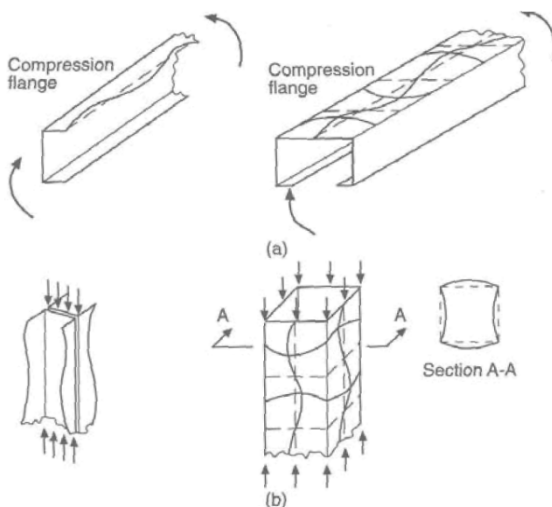 Compression
flange
Compression
flange
(a)
A
A
Section A-A
(b)